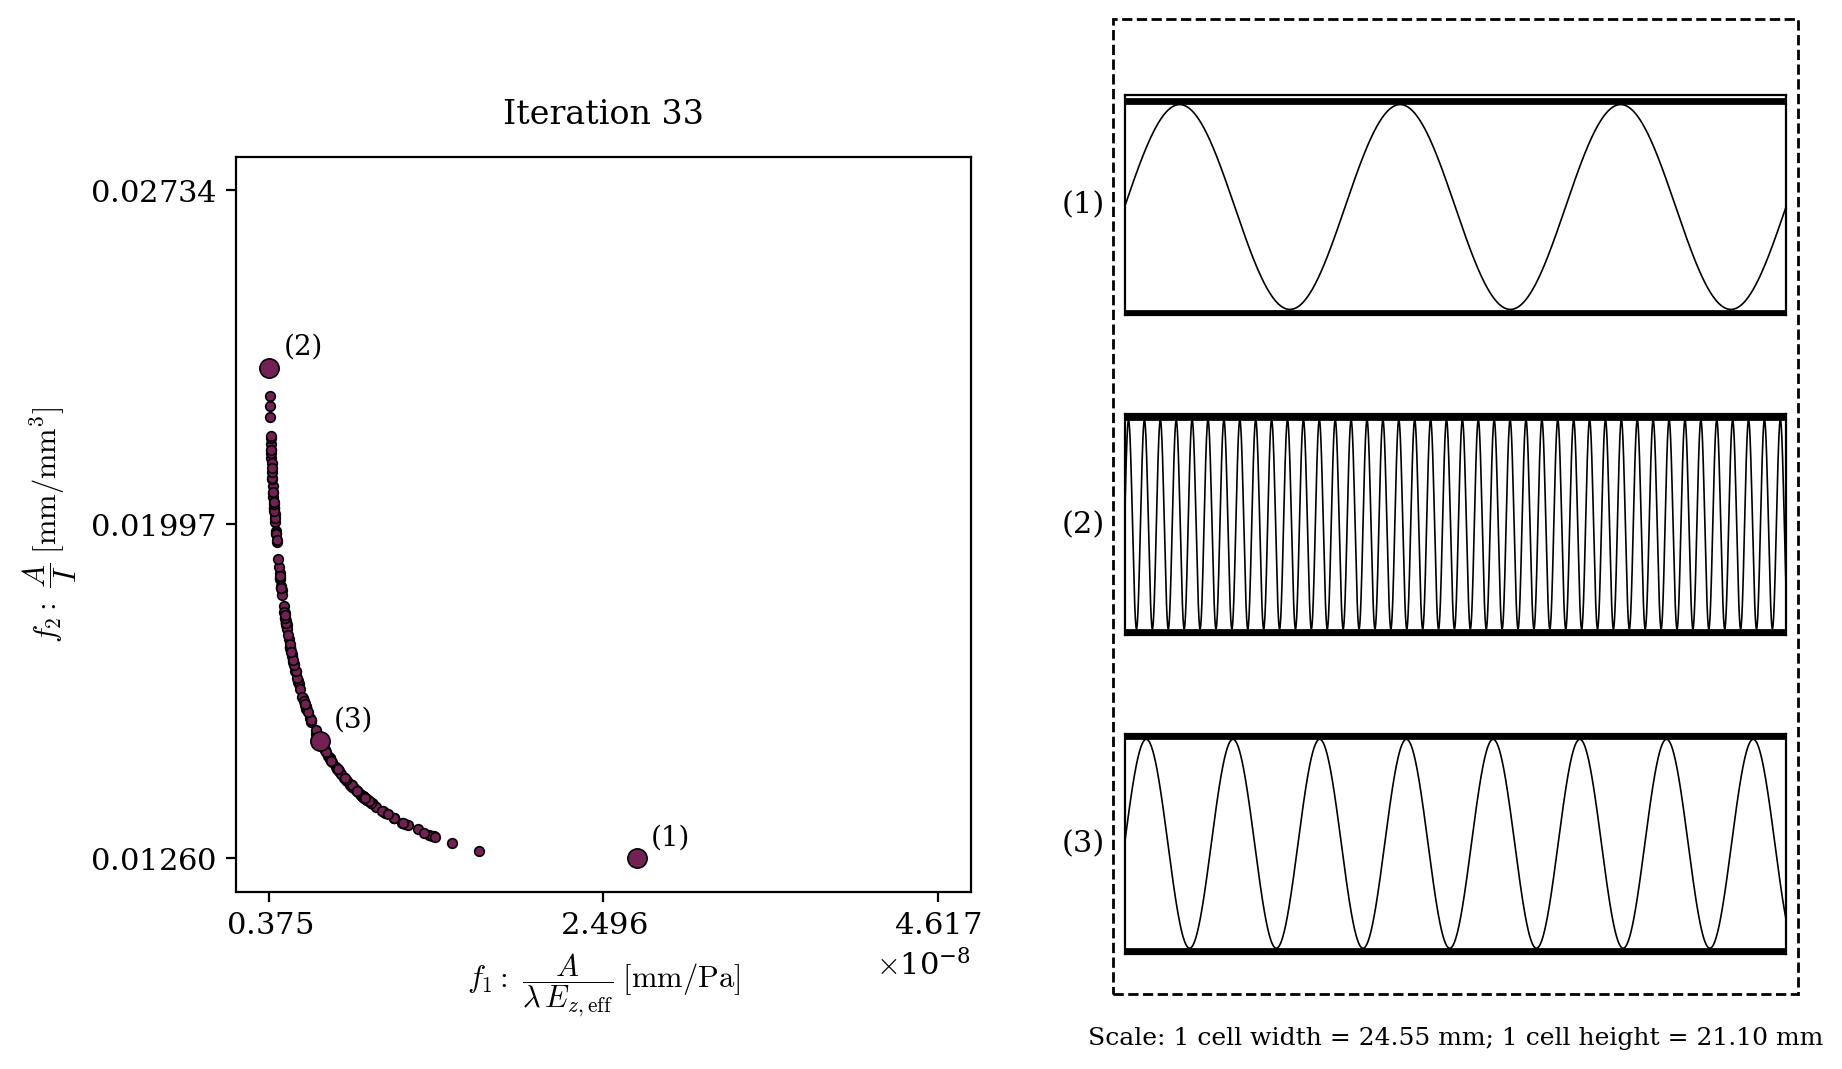 Iteration 33
0.02734
0.01997
0.01260
f₂ : A/I [mm/mm³]
(2)
(3)
(1)
0.375 2.496 4.617
×10⁻⁸
f₁ : A/(λ E_z, eff) [mm/Pa]
(1)
(2)
(3)
Scale: 1 cell width = 24.55 mm; 1 cell height = 21.10 mm